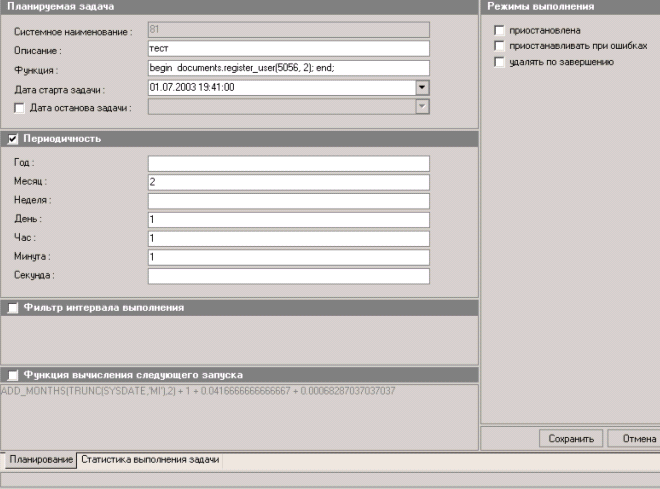 Планируемая задача
Системное наименование : 81
Описание : тест
Функция : begin documents.register_user(5056, 2); end;
Дата старта задачи : 01.07.2003 19:41:00
Дата останова задачи :
Периодичность
Год :
Месяц : 2
Неделя :
День : 1
Час : 1
Минута : 1
Секунда :
Фильтр интервала выполнения
Функция вычисления следующего запуска
ADD_MONTHS(TRUNC(SYSDATE,'MI'),2) + 1 + 0.0416666666666667 + 0.00068287037037037
Режимы выполнения
приостановлена
приостанавливать при ошибках
удалять по завершению
Сохранить Отмена
Планирование Статистика выполнения задачи